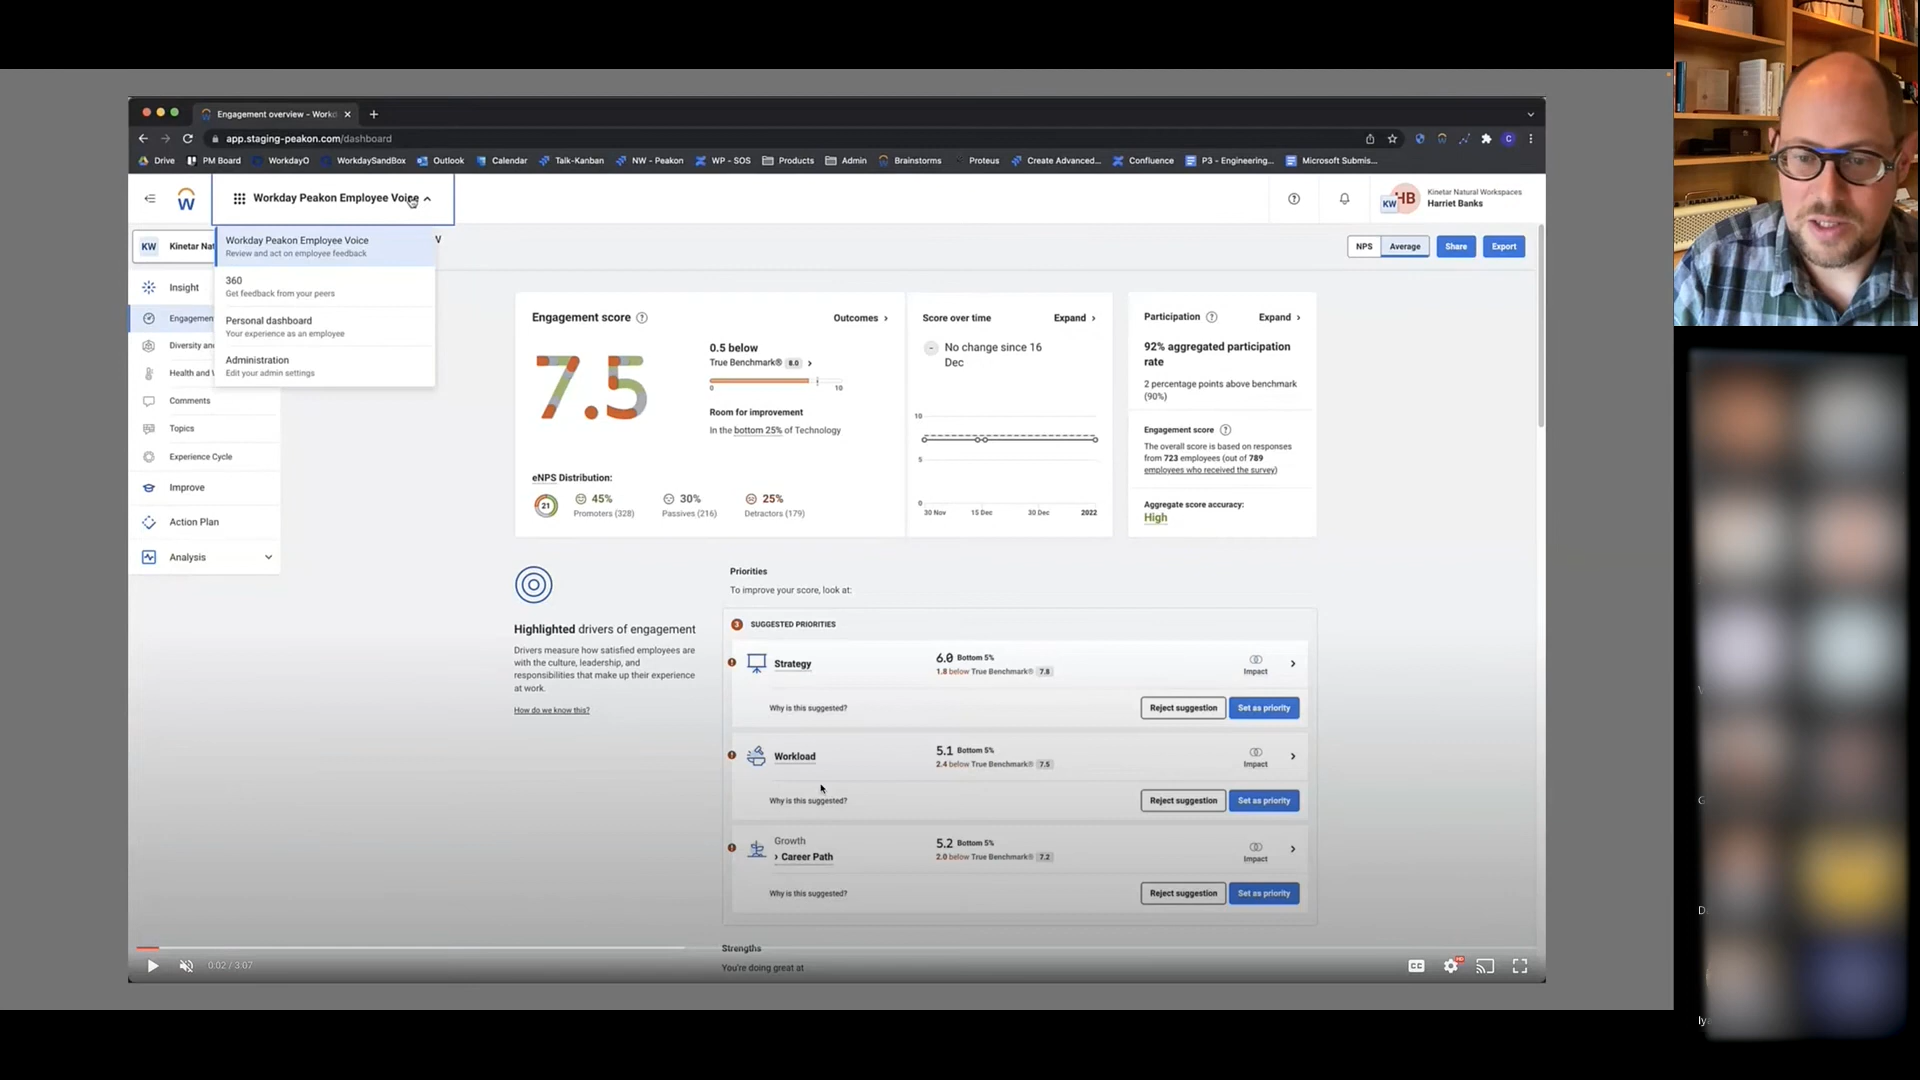 Engagement overview - Workd
app.staging-peakon.com/dashboard
Drive PM Board WorkdayO WorkdaySandBox Outlook Calendar Talk-Kanban NW - Peakon WP - SOS Products Admin Brainstorms Proteus Create Advanced... Confluence P3 - Engineering... Microsoft Submis...
Workday Peakon Employee Voice
KW HB
Kinetar Natural Workspaces
Harriet Banks
KW Kinetar Nat
W
NPS Average Share Export
Workday Peakon Employee Voice
Review and act on employee feedback
360
Get feedback from your peers
Personal dashboard
Your experience as an employee
Administration
Edit your admin settings
Insight
Engagemen
Diversity an
Health and
Comments
Topics
Experience Cycle
Improve
Action Plan
Analysis
Engagement score
Outcomes
7.5
0.5 below
True Benchmark® 8.0
0 10
Room for improvement
In the bottom 25% of Technology
eNPS Distribution:
21
45%
Promoters (328)
30%
Passives (216)
25%
Detractors (179)
Score over time Expand
No change since 16
Dec
10
5
0
30 Nov 15 Dec 30 Dec 2022
Participation Expand
92% aggregated participation
rate
2 percentage points above benchmark
(90%)
Engagement score
The overall score is based on responses
from 723 employees (out of 789
employees who received the survey)
Aggregate score accuracy:
High
Highlighted drivers of engagement
Drivers measure how satisfied employees are
with the culture, leadership, and
responsibilities that make up their experience
at work.
How do we know this?
Priorities
To improve your score, look at:
3 SUGGESTED PRIORITIES
Strategy
6.0 Bottom 5%
1.8 below True Benchmark® 7.8
Impact
Why is this suggested?
Reject suggestion Set as priority
Workload
5.1 Bottom 5%
2.4 below True Benchmark® 7.5
Impact
Why is this suggested?
Reject suggestion Set as priority
Growth
› Career Path
5.2 Bottom 5%
2.0 below True Benchmark® 7.2
Impact
Why is this suggested?
Reject suggestion Set as priority
Strengths
You're doing great at
0:02 / 3:07
CC
HD